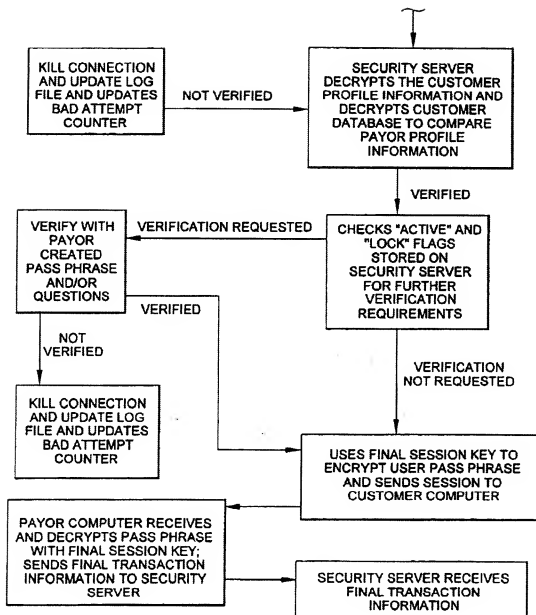 KILL CONNECTION
AND UPDATE LOG
FILE AND UPDATES
BAD ATTEMPT
COUNTER
NOT VERIFIED
SECURITY SERVER
DECRYPTS THE CUSTOMER
PROFILE INFORMATION AND
DECRYPTS CUSTOMER
DATABASE TO COMPARE
PAYOR PROFILE
INFORMATION
VERIFIED
VERIFY WITH
PAYOR
CREATED
PASS PHRASE
AND/OR
QUESTIONS
VERIFICATION REQUESTED
CHECKS "ACTIVE" AND
"LOCK" FLAGS
STORED ON
SECURITY SERVER
FOR FURTHER
VERIFICATION
REQUIREMENTS
VERIFIED
NOT
VERIFIED
VERIFICATION
NOT REQUESTED
KILL CONNECTION
AND UPDATE LOG
FILE AND UPDATES
BAD ATTEMPT
COUNTER
USES FINAL SESSION KEY TO
ENCRYPT USER PASS PHRASE
AND SENDS SESSION TO
CUSTOMER COMPUTER
PAYOR COMPUTER RECEIVES
AND DECRYPTS PASS PHRASE
WITH FINAL SESSION KEY;
SENDS FINAL TRANSACTION
INFORMATION TO SECURITY
SERVER
SECURITY SERVER RECEIVES
FINAL TRANSACTION
INFORMATION